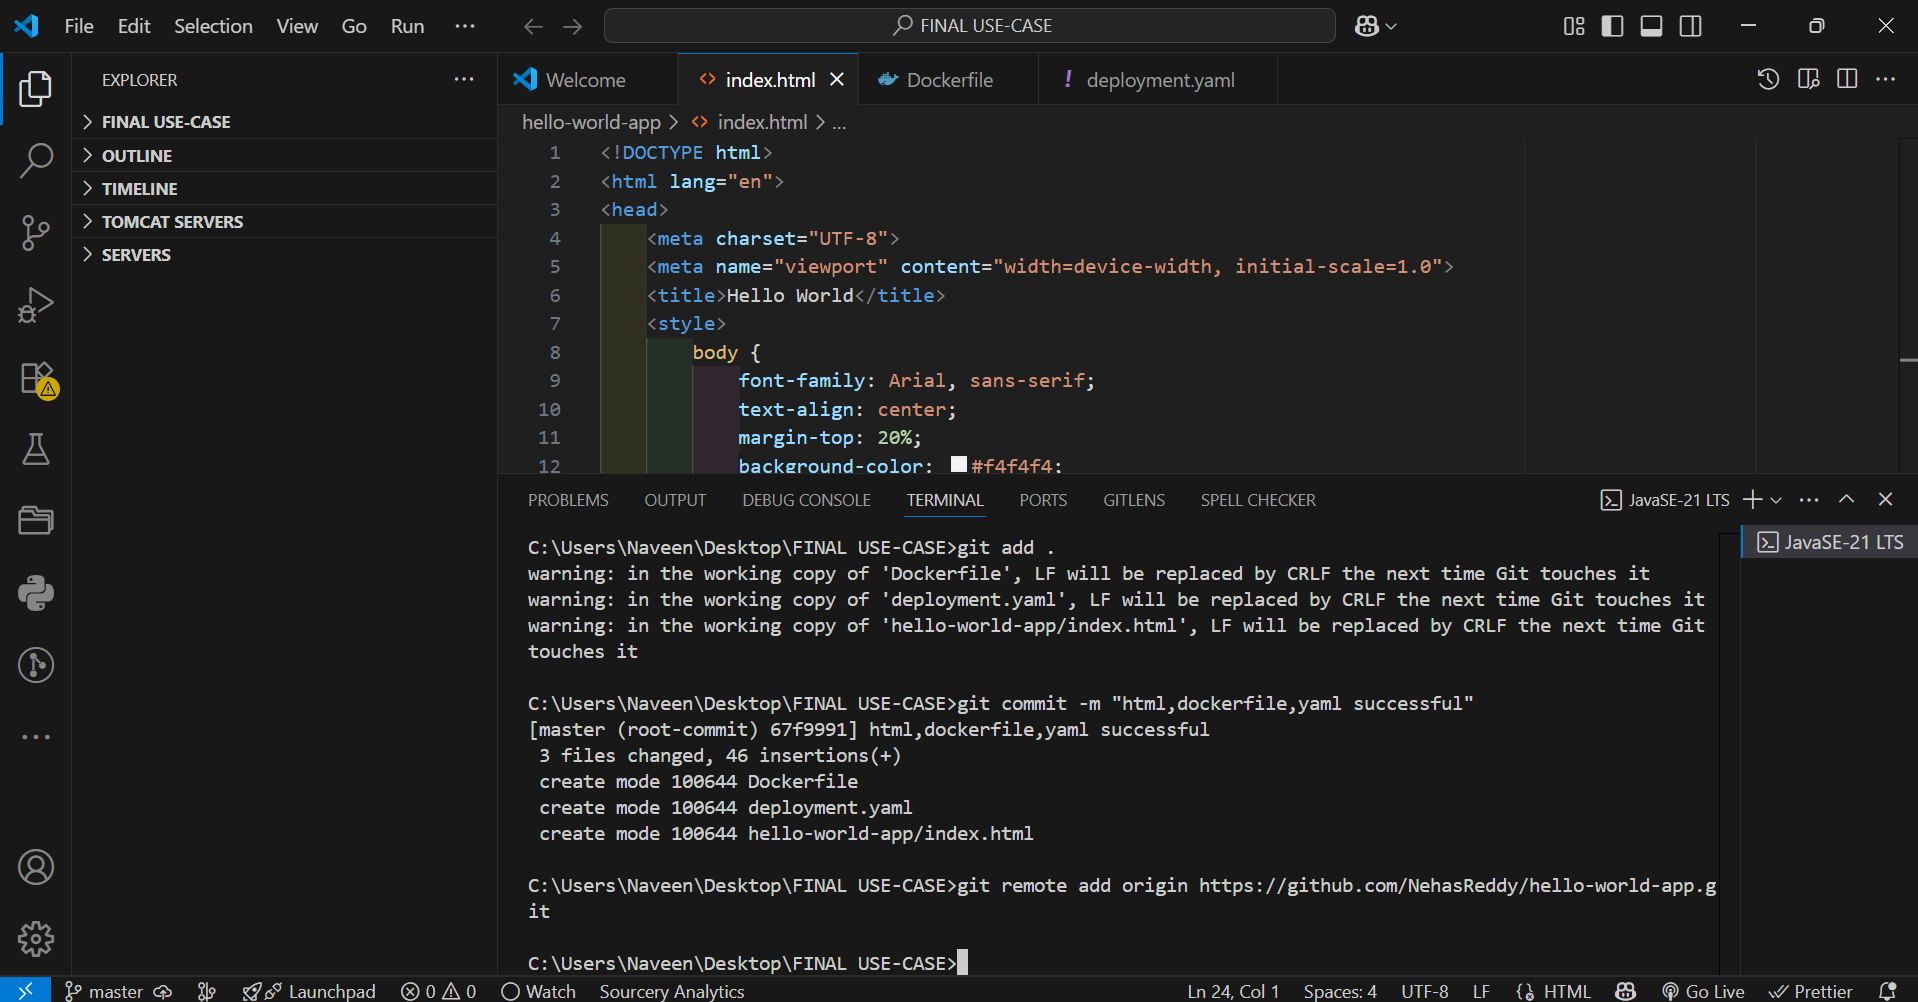 File Edit Selection View Go Run ... FINAL USE-CASE
EXPLORER ...
FINAL USE-CASE
OUTLINE
TIMELINE
TOMCAT SERVERS
SERVERS
Welcome index.html Dockerfile ! deployment.yaml
hello-world-app > <> index.html > ...
1 <!DOCTYPE html>
2 <html lang="en">
3 <head>
4 <meta charset="UTF-8">
5 <meta name="viewport" content="width=device-width, initial-scale=1.0">
6 <title>Hello World</title>
7 <style>
8 body {
9 font-family: Arial, sans-serif;
10 text-align: center;
11 margin-top: 20%;
12 background-color: #f4f4f4;
PROBLEMS OUTPUT DEBUG CONSOLE TERMINAL PORTS GITLENS SPELL CHECKER JavaSE-21 LTS
JavaSE-21 LTS
C:\Users\Naveen\Desktop\FINAL USE-CASE>git add .
warning: in the working copy of 'Dockerfile', LF will be replaced by CRLF the next time Git touches it
warning: in the working copy of 'deployment.yaml', LF will be replaced by CRLF the next time Git touches it
warning: in the working copy of 'hello-world-app/index.html', LF will be replaced by CRLF the next time Git
touches it
C:\Users\Naveen\Desktop\FINAL USE-CASE>git commit -m "html,dockerfile,yaml successful"
[master (root-commit) 67f9991] html,dockerfile,yaml successful
3 files changed, 46 insertions(+)
create mode 100644 Dockerfile
create mode 100644 deployment.yaml
create mode 100644 hello-world-app/index.html
C:\Users\Naveen\Desktop\FINAL USE-CASE>git remote add origin https://github.com/NehasReddy/hello-world-app.g
it
C:\Users\Naveen\Desktop\FINAL USE-CASE>
master Launchpad 0 0 Watch Sourcery Analytics Ln 24, Col 1 Spaces: 4 UTF-8 LF HTML Go Live Prettier